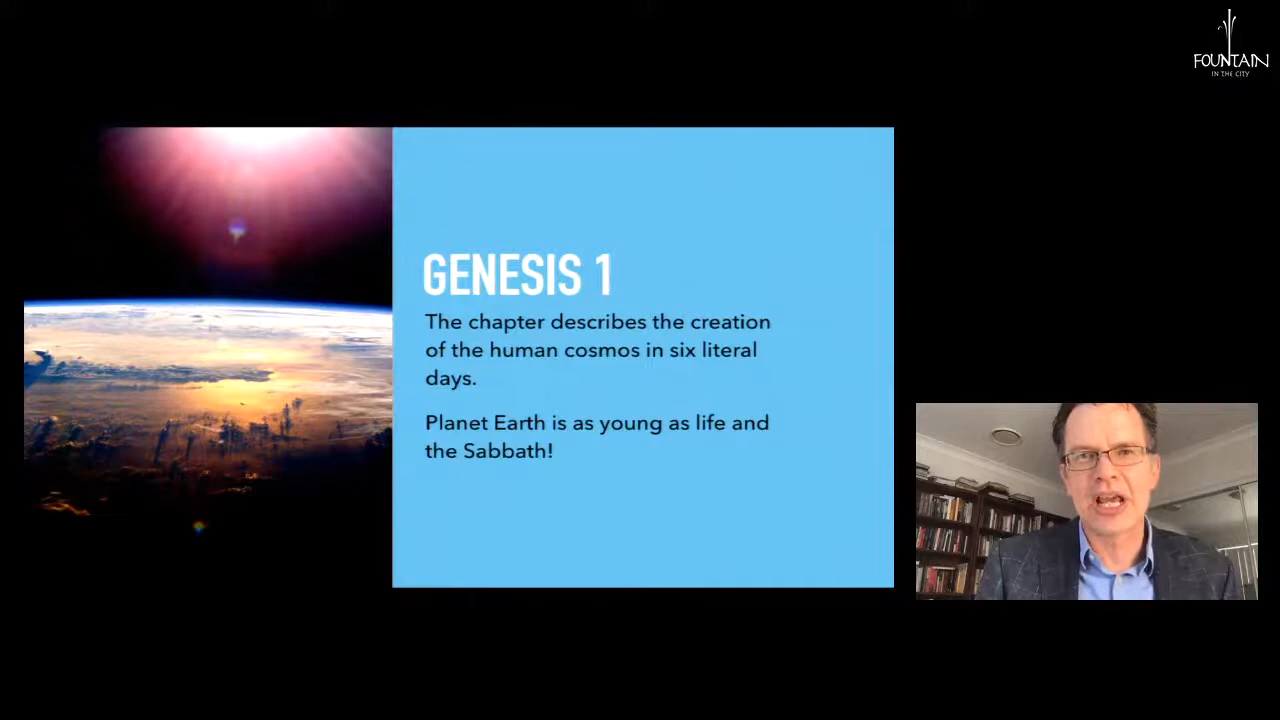 FOUNTAIN
IN THE CITY
GENESIS 1
The chapter describes the creation
of the human cosmos in six literal
days.
Planet Earth is as young as life and
the Sabbath!